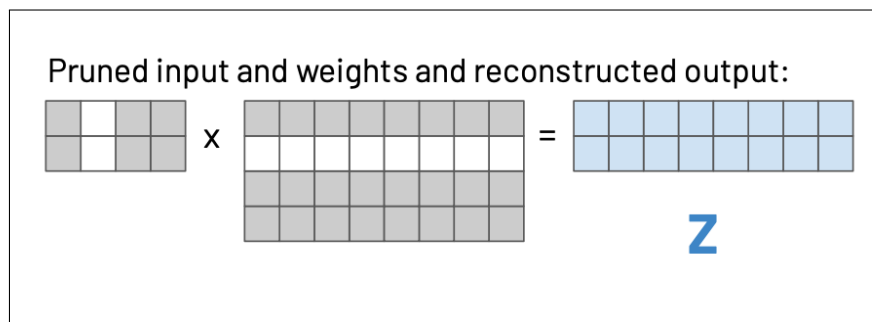 Pruned input and weights and reconstructed output:
x =
Z